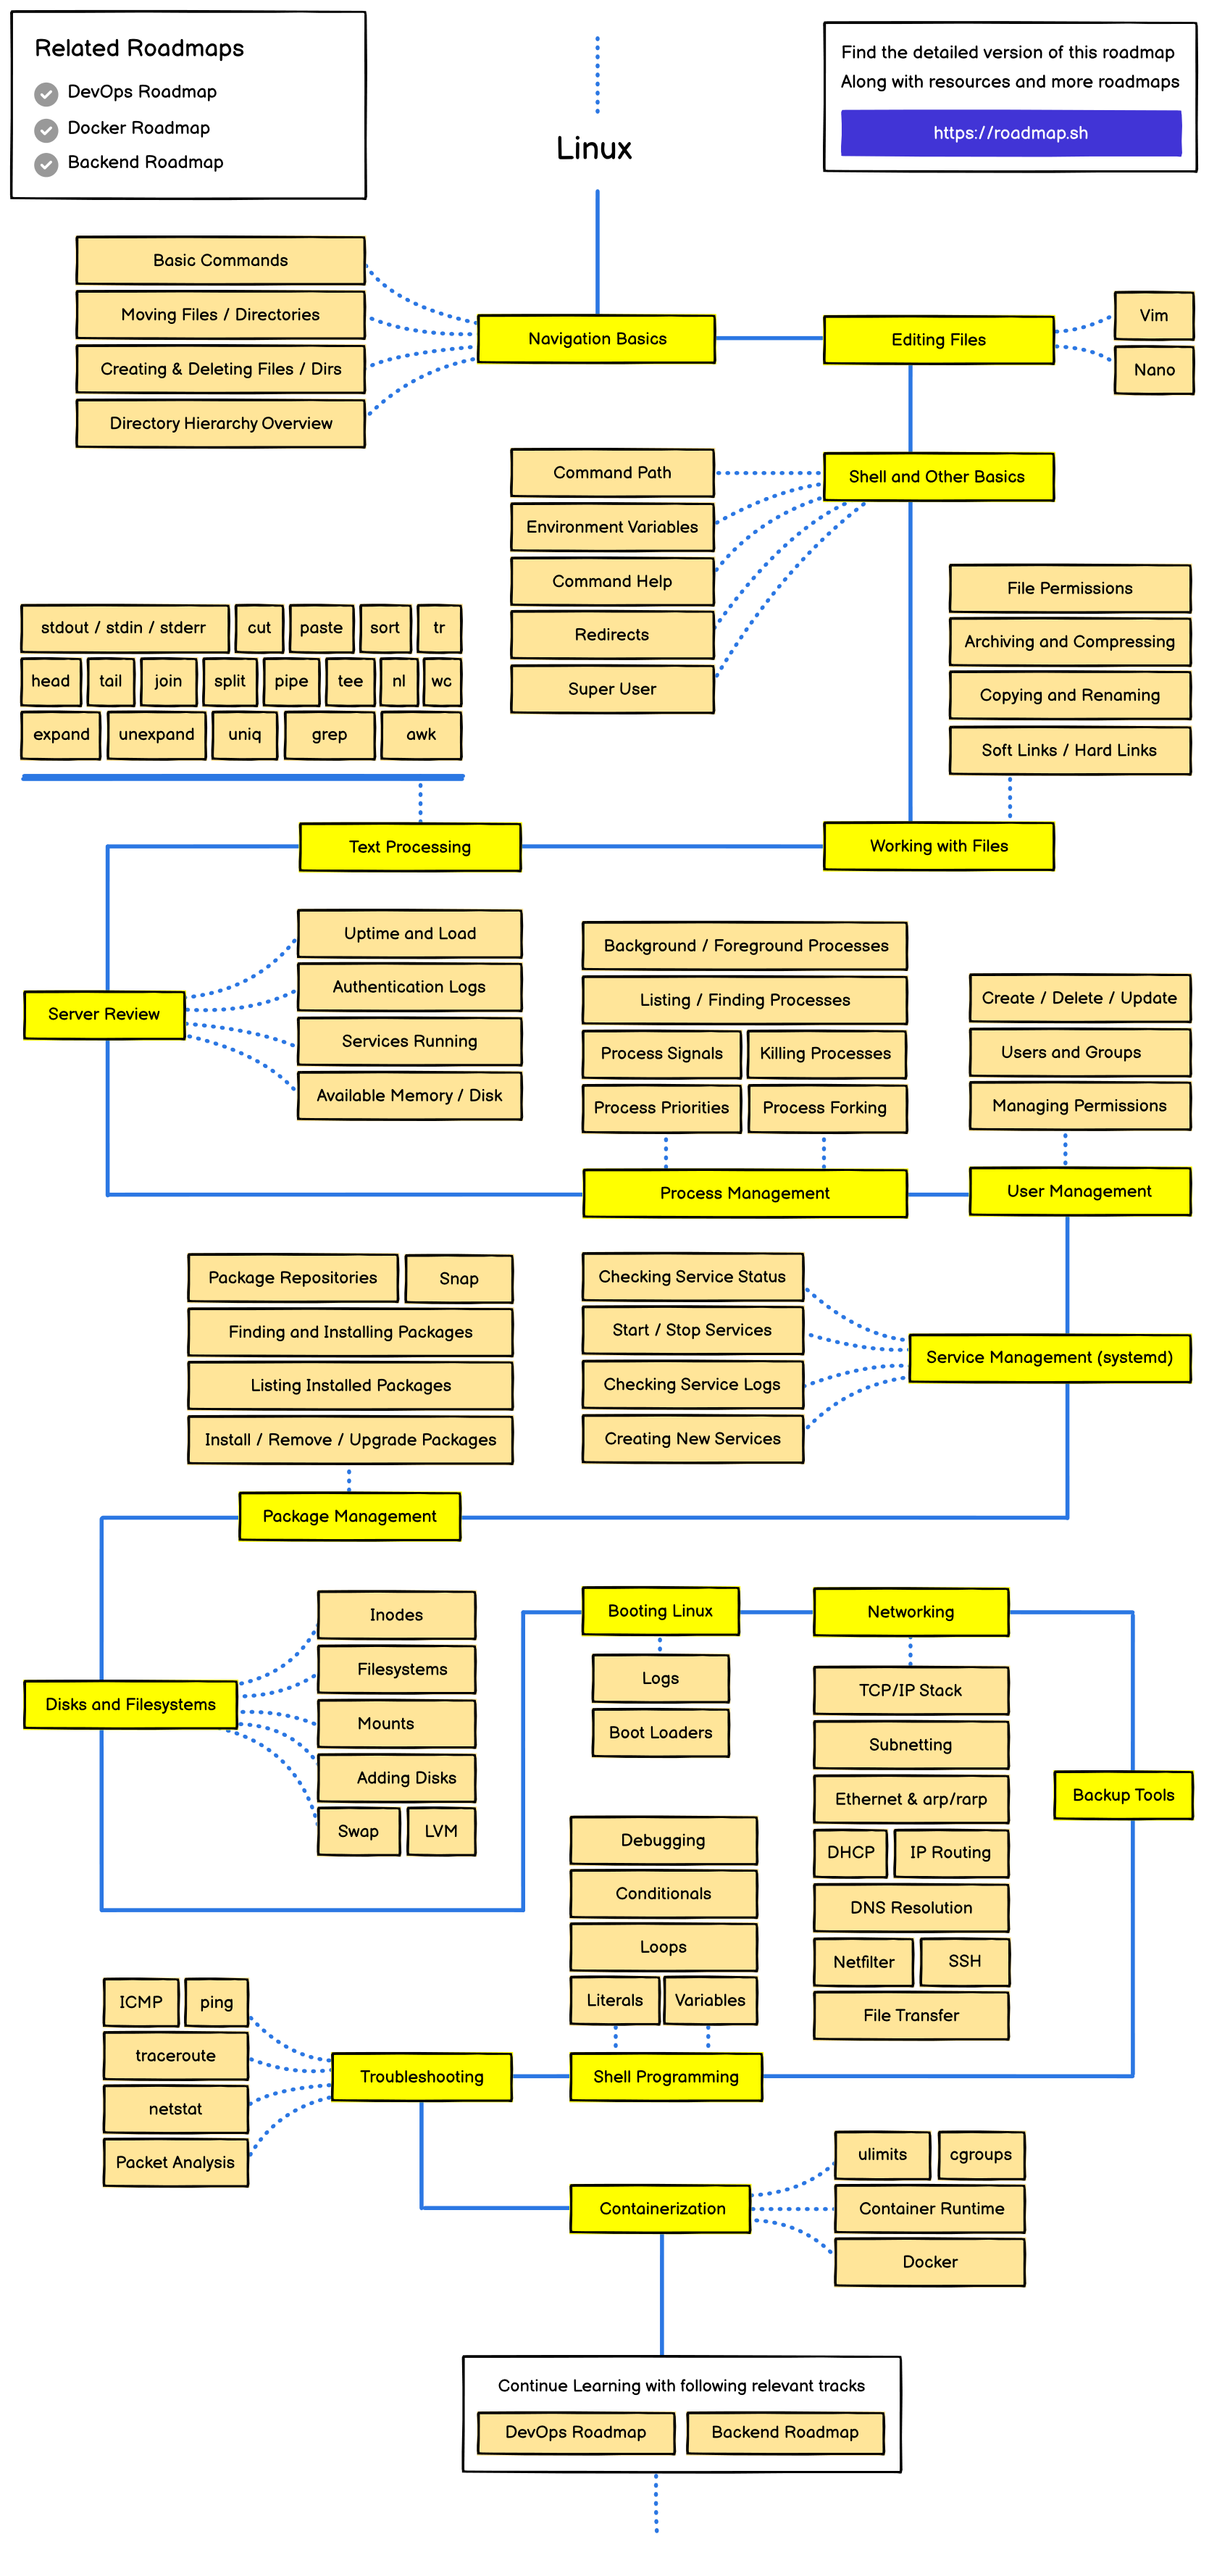 Related Roadmaps
DevOps Roadmap
Docker Roadmap
Backend Roadmap
Linux
Find the detailed version of this roadmap
Along with resources and more roadmaps
https://roadmap.sh
Basic Commands
Moving Files / Directories
Creating & Deleting Files / Dirs
Directory Hierarchy Overview
Navigation Basics
Editing Files
Vim
Nano
Shell and Other Basics
Command Path
Environment Variables
Command Help
Redirects
Super User
File Permissions
Archiving and Compressing
Copying and Renaming
Soft Links / Hard Links
Working with Files
stdout / stdin / stderr
cut
paste
sort
tr
head
tail
join
split
pipe
tee
nl
wc
expand
unexpand
uniq
grep
awk
Text Processing
Server Review
Uptime and Load
Authentication Logs
Services Running
Available Memory / Disk
Background / Foreground Processes
Listing / Finding Processes
Process Signals
Killing Processes
Process Priorities
Process Forking
Process Management
Create / Delete / Update
Users and Groups
Managing Permissions
User Management
Checking Service Status
Start / Stop Services
Checking Service Logs
Creating New Services
Service Management (systemd)
Package Repositories
Snap
Finding and Installing Packages
Listing Installed Packages
Install / Remove / Upgrade Packages
Package Management
Disks and Filesystems
Inodes
Filesystems
Mounts
Adding Disks
Swap
LVM
Booting Linux
Logs
Boot Loaders
Networking
TCP/IP Stack
Subnetting
Ethernet & arp/rarp
DHCP
IP Routing
DNS Resolution
Netfilter
SSH
File Transfer
Backup Tools
Debugging
Conditionals
Loops
Literals
Variables
Shell Programming
Troubleshooting
ICMP
ping
traceroute
netstat
Packet Analysis
Containerization
ulimits
cgroups
Container Runtime
Docker
Continue Learning with following relevant tracks
DevOps Roadmap
Backend Roadmap